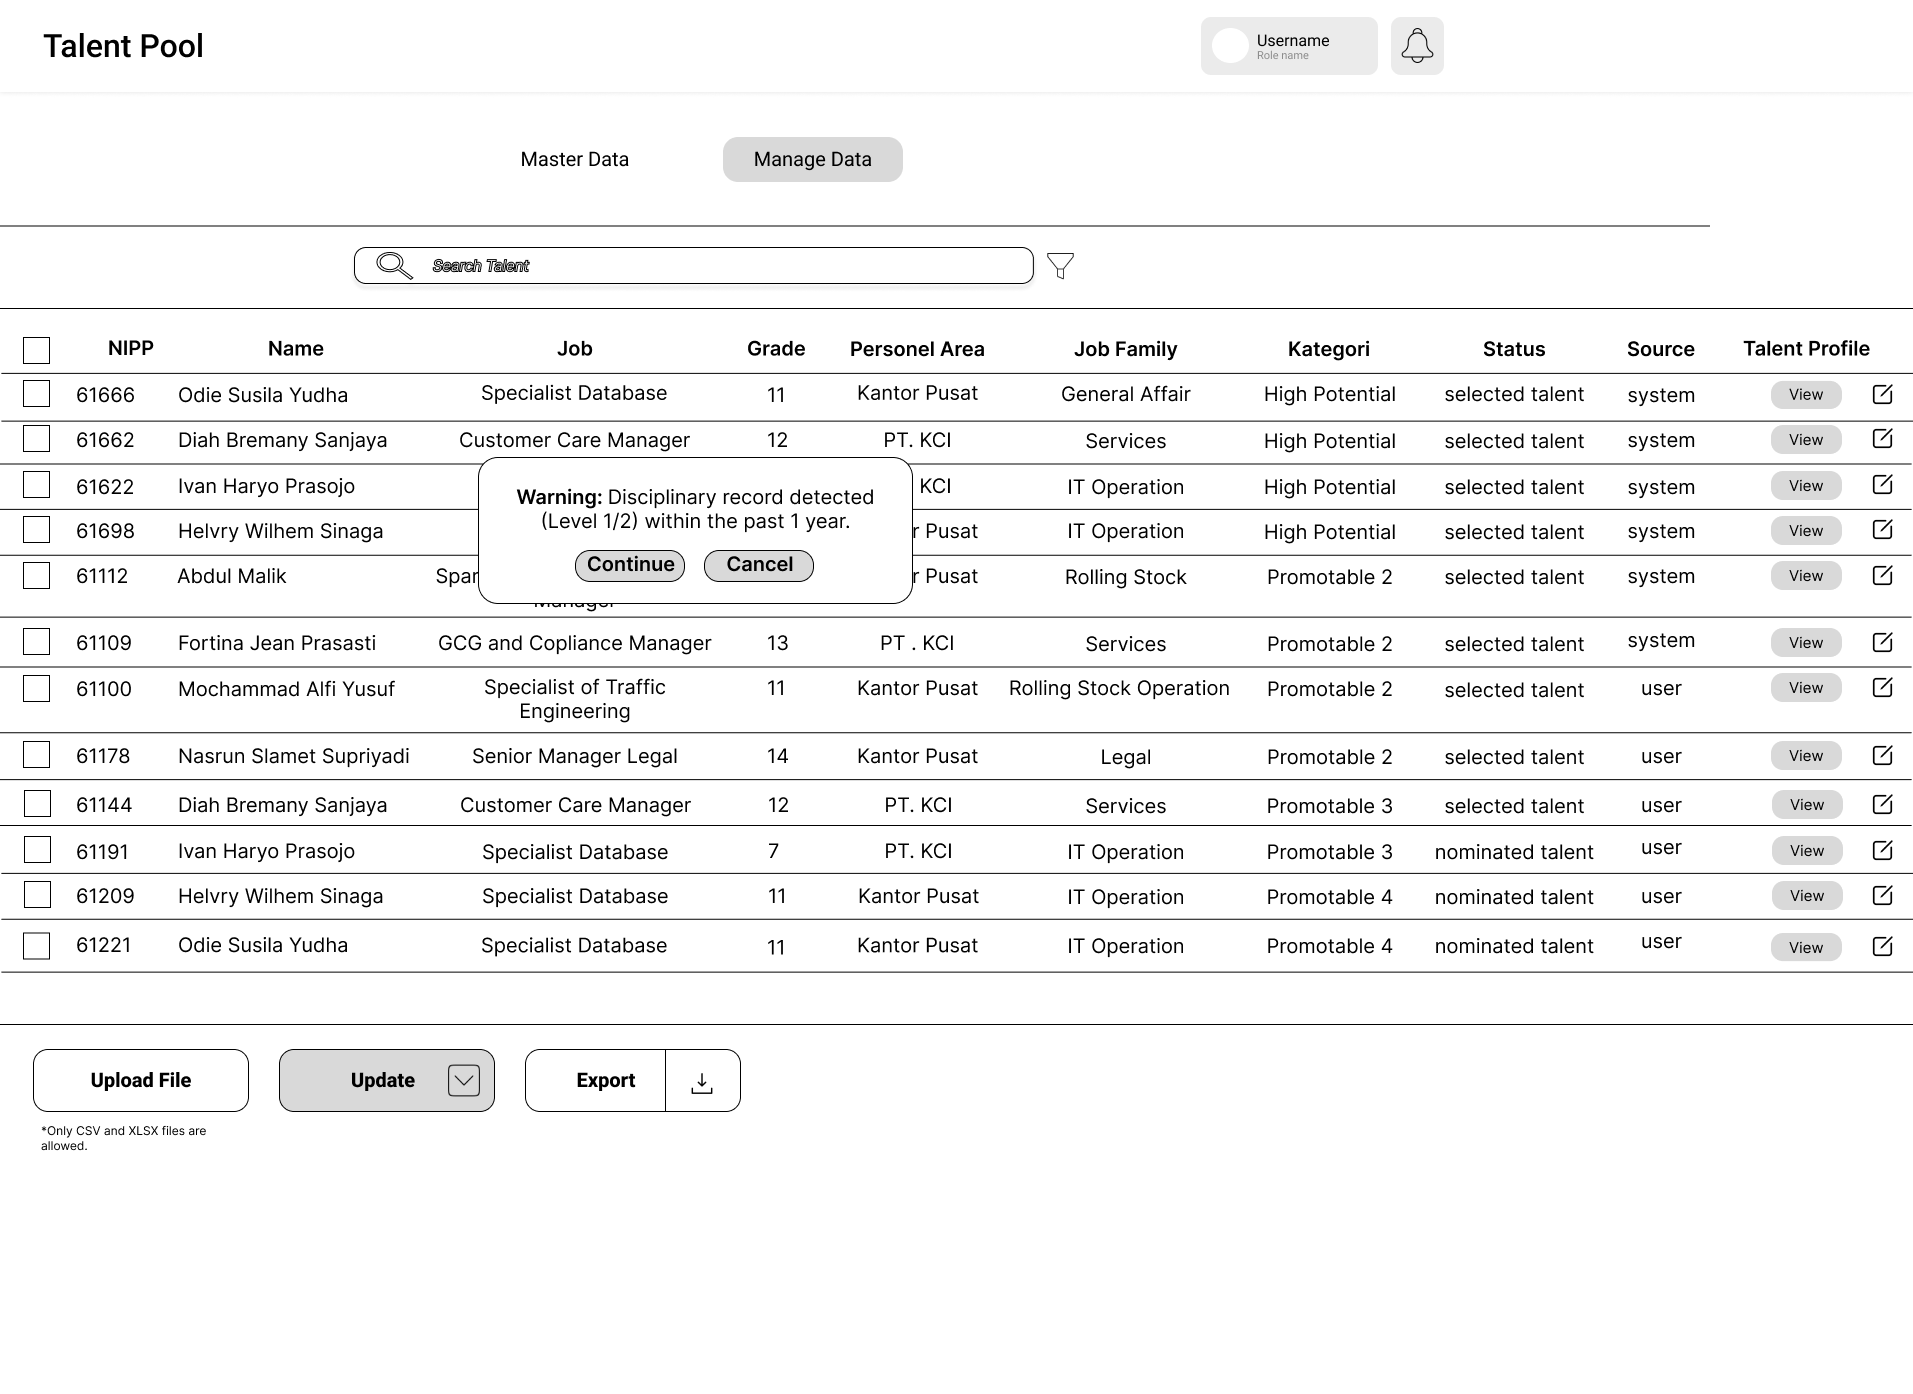 Talent Pool
Username
Role name
Master Data
Manage Data
Search Talent
NIPP Name Job Grade Personel Area Job Family Kategori Status Source Talent Profile
61666 Odie Susila Yudha Specialist Database 11 Kantor Pusat General Affair High Potential selected talent system View
61662 Diah Bremany Sanjaya Customer Care Manager 12 PT. KCI Services High Potential selected talent system View
61622 Ivan Haryo Prasojo KCI IT Operation High Potential selected talent system View
61698 Helvry Wilhem Sinaga Pusat IT Operation High Potential selected talent system View
61112 Abdul Malik Pusat Rolling Stock Promotable 2 selected talent system View
Manager
Warning: Disciplinary record detected
(Level 1/2) within the past 1 year.
Continue Cancel
61109 Fortina Jean Prasasti GCG and Copliance Manager 13 PT . KCI Services Promotable 2 selected talent system View
61100 Mochammad Alfi Yusuf Specialist of Traffic 11 Kantor Pusat Rolling Stock Operation Promotable 2 selected talent user View
Engineering
61178 Nasrun Slamet Supriyadi Senior Manager Legal 14 Kantor Pusat Legal Promotable 2 selected talent user View
61144 Diah Bremany Sanjaya Customer Care Manager 12 PT. KCI Services Promotable 3 selected talent user View
61191 Ivan Haryo Prasojo Specialist Database 7 PT. KCI IT Operation Promotable 3 nominated talent user View
61209 Helvry Wilhem Sinaga Specialist Database 11 Kantor Pusat IT Operation Promotable 4 nominated talent user View
61221 Odie Susila Yudha Specialist Database 11 Kantor Pusat IT Operation Promotable 4 nominated talent user View
Upload File
Update
Export
*Only CSV and XLSX files are
allowed.